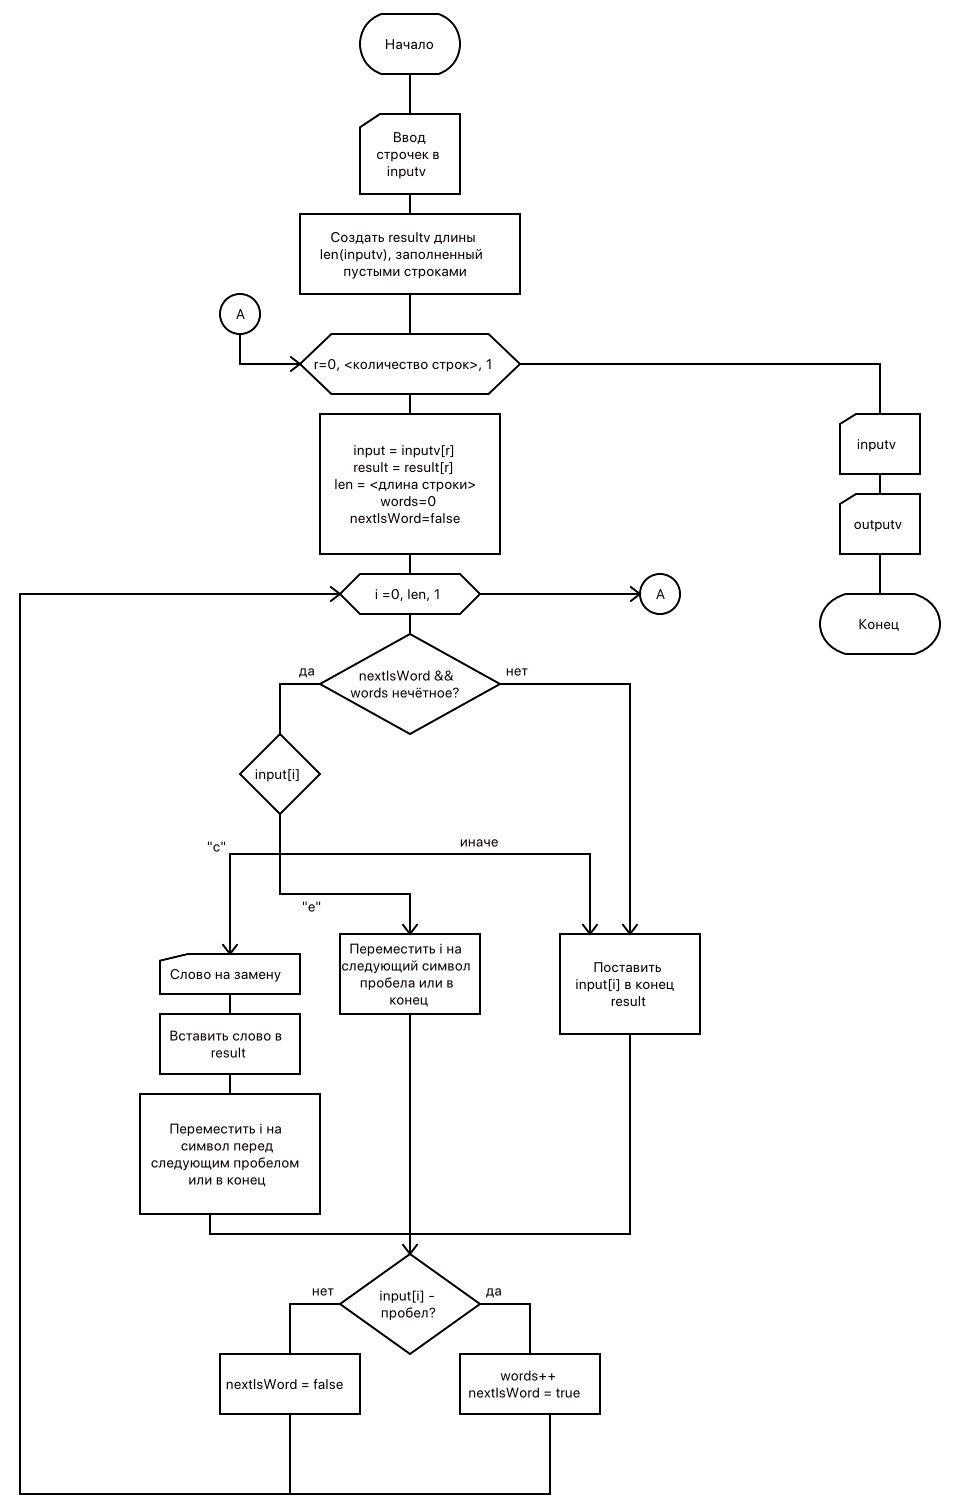 Начало
Ввод
строчек в
inputv
Создать resultv длины
len(inputv), заполненный
пустыми строками
A
r=0, <количество строк>, 1
input = inputv[r]
result = result[r]
len = <длина строки>
words=0
nextIsWord=false
inputv
outputv
Конец
i =0, len, 1
A
да
nextIsWord &&
words нечётное?
нет
input[i]
"c"
иначе
"e"
Слово на замену
Вставить слово в
result
Переместить i на
символ перед
следующим пробелом
или в конец
Переместить i на
следующий символ
пробела или в
конец
Поставить
input[i] в конец
result
нет
input[i] -
пробел?
да
nextIsWord = false
words++
nextIsWord = true